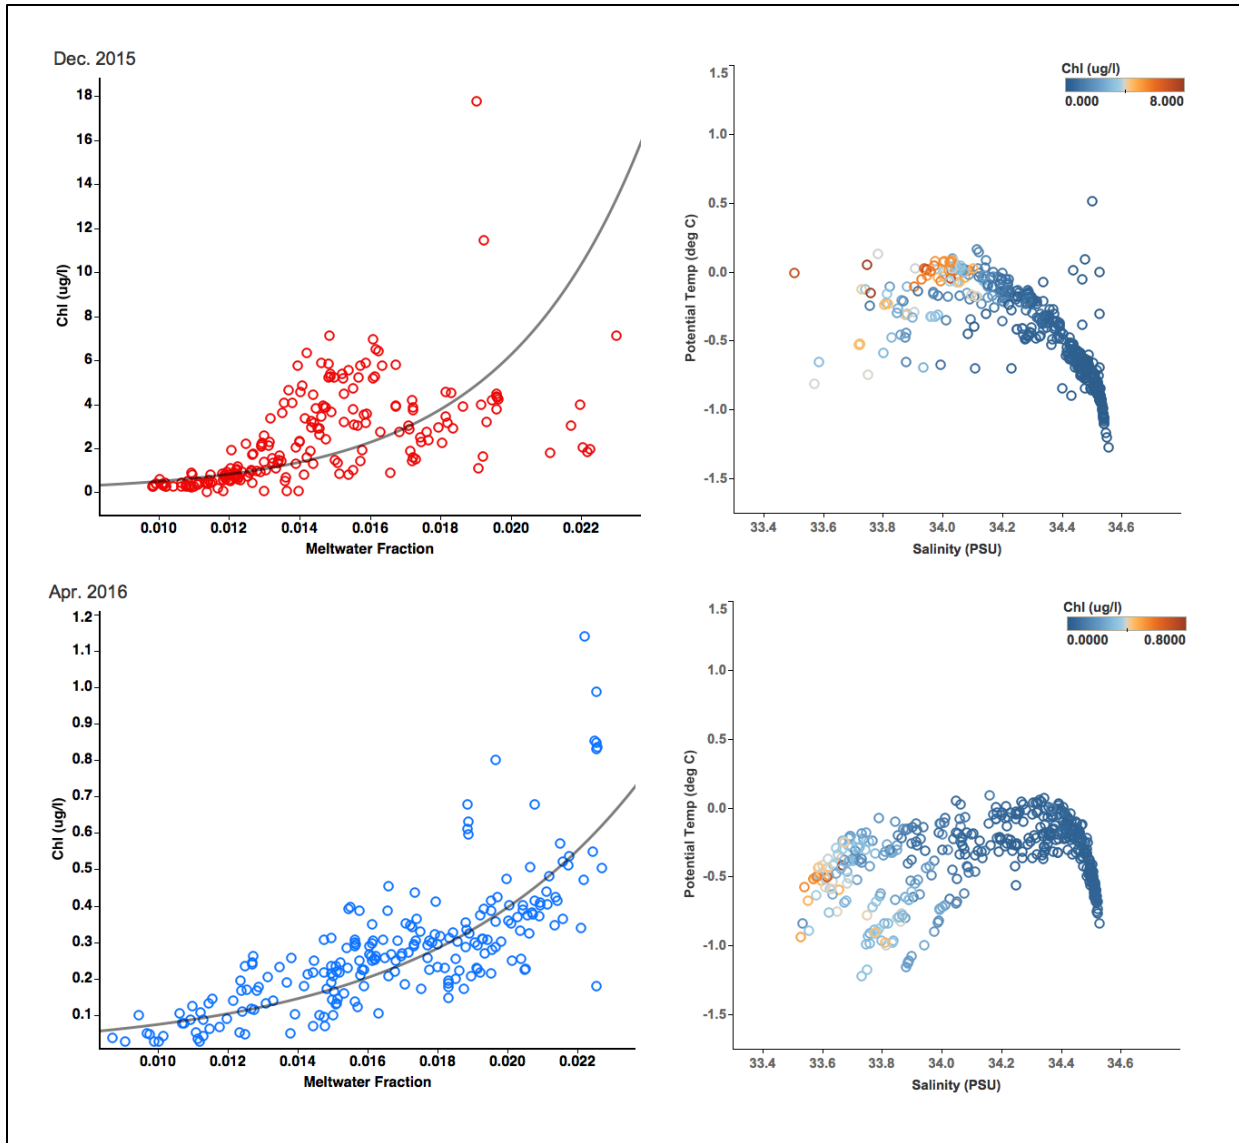 Dec. 2015
18
16
14
12
10
8
6
4
2
0
Chl (ug/l)
0.010 0.012 0.014 0.016 0.018 0.020 0.022
Meltwater Fraction
Chl (ug/l)
0.000 8.000
1.5
1.0
0.5
0.0
-0.5
-1.0
-1.5
Potential Temp (deg C)
33.4 33.6 33.8 34.0 34.2 34.4 34.6
Salinity (PSU)
Apr. 2016
1.2
1.1
1.0
0.9
0.8
0.7
0.6
0.5
0.4
0.3
0.2
0.1
Chl (ug/l)
0.010 0.012 0.014 0.016 0.018 0.020 0.022
Meltwater Fraction
Chl (ug/l)
0.0000 0.8000
1.5
1.0
0.5
0.0
-0.5
-1.0
-1.5
Potential Temp (deg C)
33.4 33.6 33.8 34.0 34.2 34.4 34.6
Salinity (PSU)